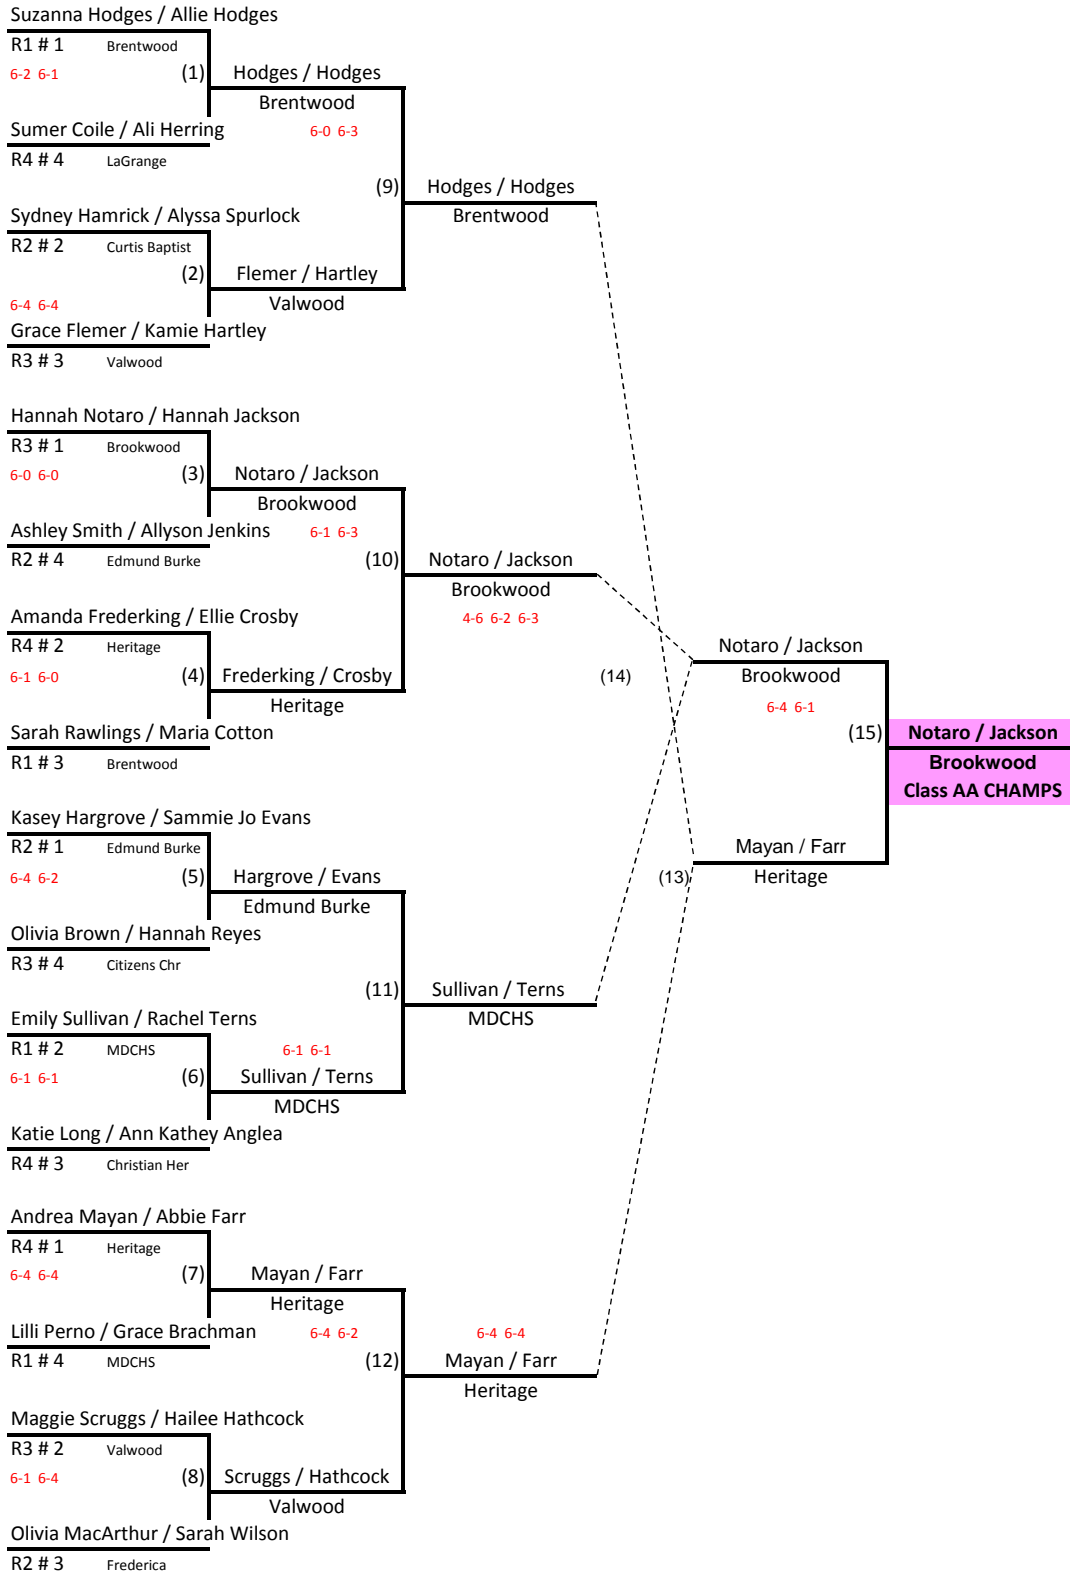 Suzanna Hodges / Allie Hodges
R1 # 1 Brentwood
6-2 6-1 (1) Hodges / Hodges
Brentwood
Sumer Coile / Ali Herring 6-0 6-3
R4 # 4 LaGrange
(9) Hodges / Hodges
Brentwood
Sydney Hamrick / Alyssa Spurlock
R2 # 2 Curtis Baptist
(2) Flemer / Hartley
6-4 6-4 Valwood
Grace Flemer / Kamie Hartley
R3 # 3 Valwood
Hannah Notaro / Hannah Jackson
R3 # 1 Brookwood
6-0 6-0 (3) Notaro / Jackson
Brookwood
Ashley Smith / Allyson Jenkins 6-1 6-3
R2 # 4 Edmund Burke (10) Notaro / Jackson
Brookwood
Amanda Frederking / Ellie Crosby 4-6 6-2 6-3
R4 # 2 Heritage Notaro / Jackson
6-1 6-0 (4) Frederking / Crosby (14) Brookwood
Heritage 6-4 6-1
Sarah Rawlings / Maria Cotton (15) Notaro / Jackson
R1 # 3 Brentwood Brookwood
Class AA CHAMPS
Kasey Hargrove / Sammie Jo Evans
R2 # 1 Edmund Burke Mayan / Farr
6-4 6-2 (5) Hargrove / Evans (13) Heritage
Edmund Burke
Olivia Brown / Hannah Reyes
R3 # 4 Citizens Chr
(11) Sullivan / Terns
MDCHS
Emily Sullivan / Rachel Terns
R1 # 2 MDCHS 6-1 6-1
6-1 6-1 (6) Sullivan / Terns
MDCHS
Katie Long / Ann Kathey Anglea
R4 # 3 Christian Her
Andrea Mayan / Abbie Farr
R4 # 1 Heritage
6-4 6-4 (7) Mayan / Farr
Heritage
Lilli Perno / Grace Brachman 6-4 6-2 6-4 6-4
R1 # 4 MDCHS (12) Mayan / Farr
Heritage
Maggie Scruggs / Hailee Hathcock
R3 # 2 Valwood
6-1 6-4 (8) Scruggs / Hathcock
Valwood
Olivia MacArthur / Sarah Wilson
R2 # 3 Frederica